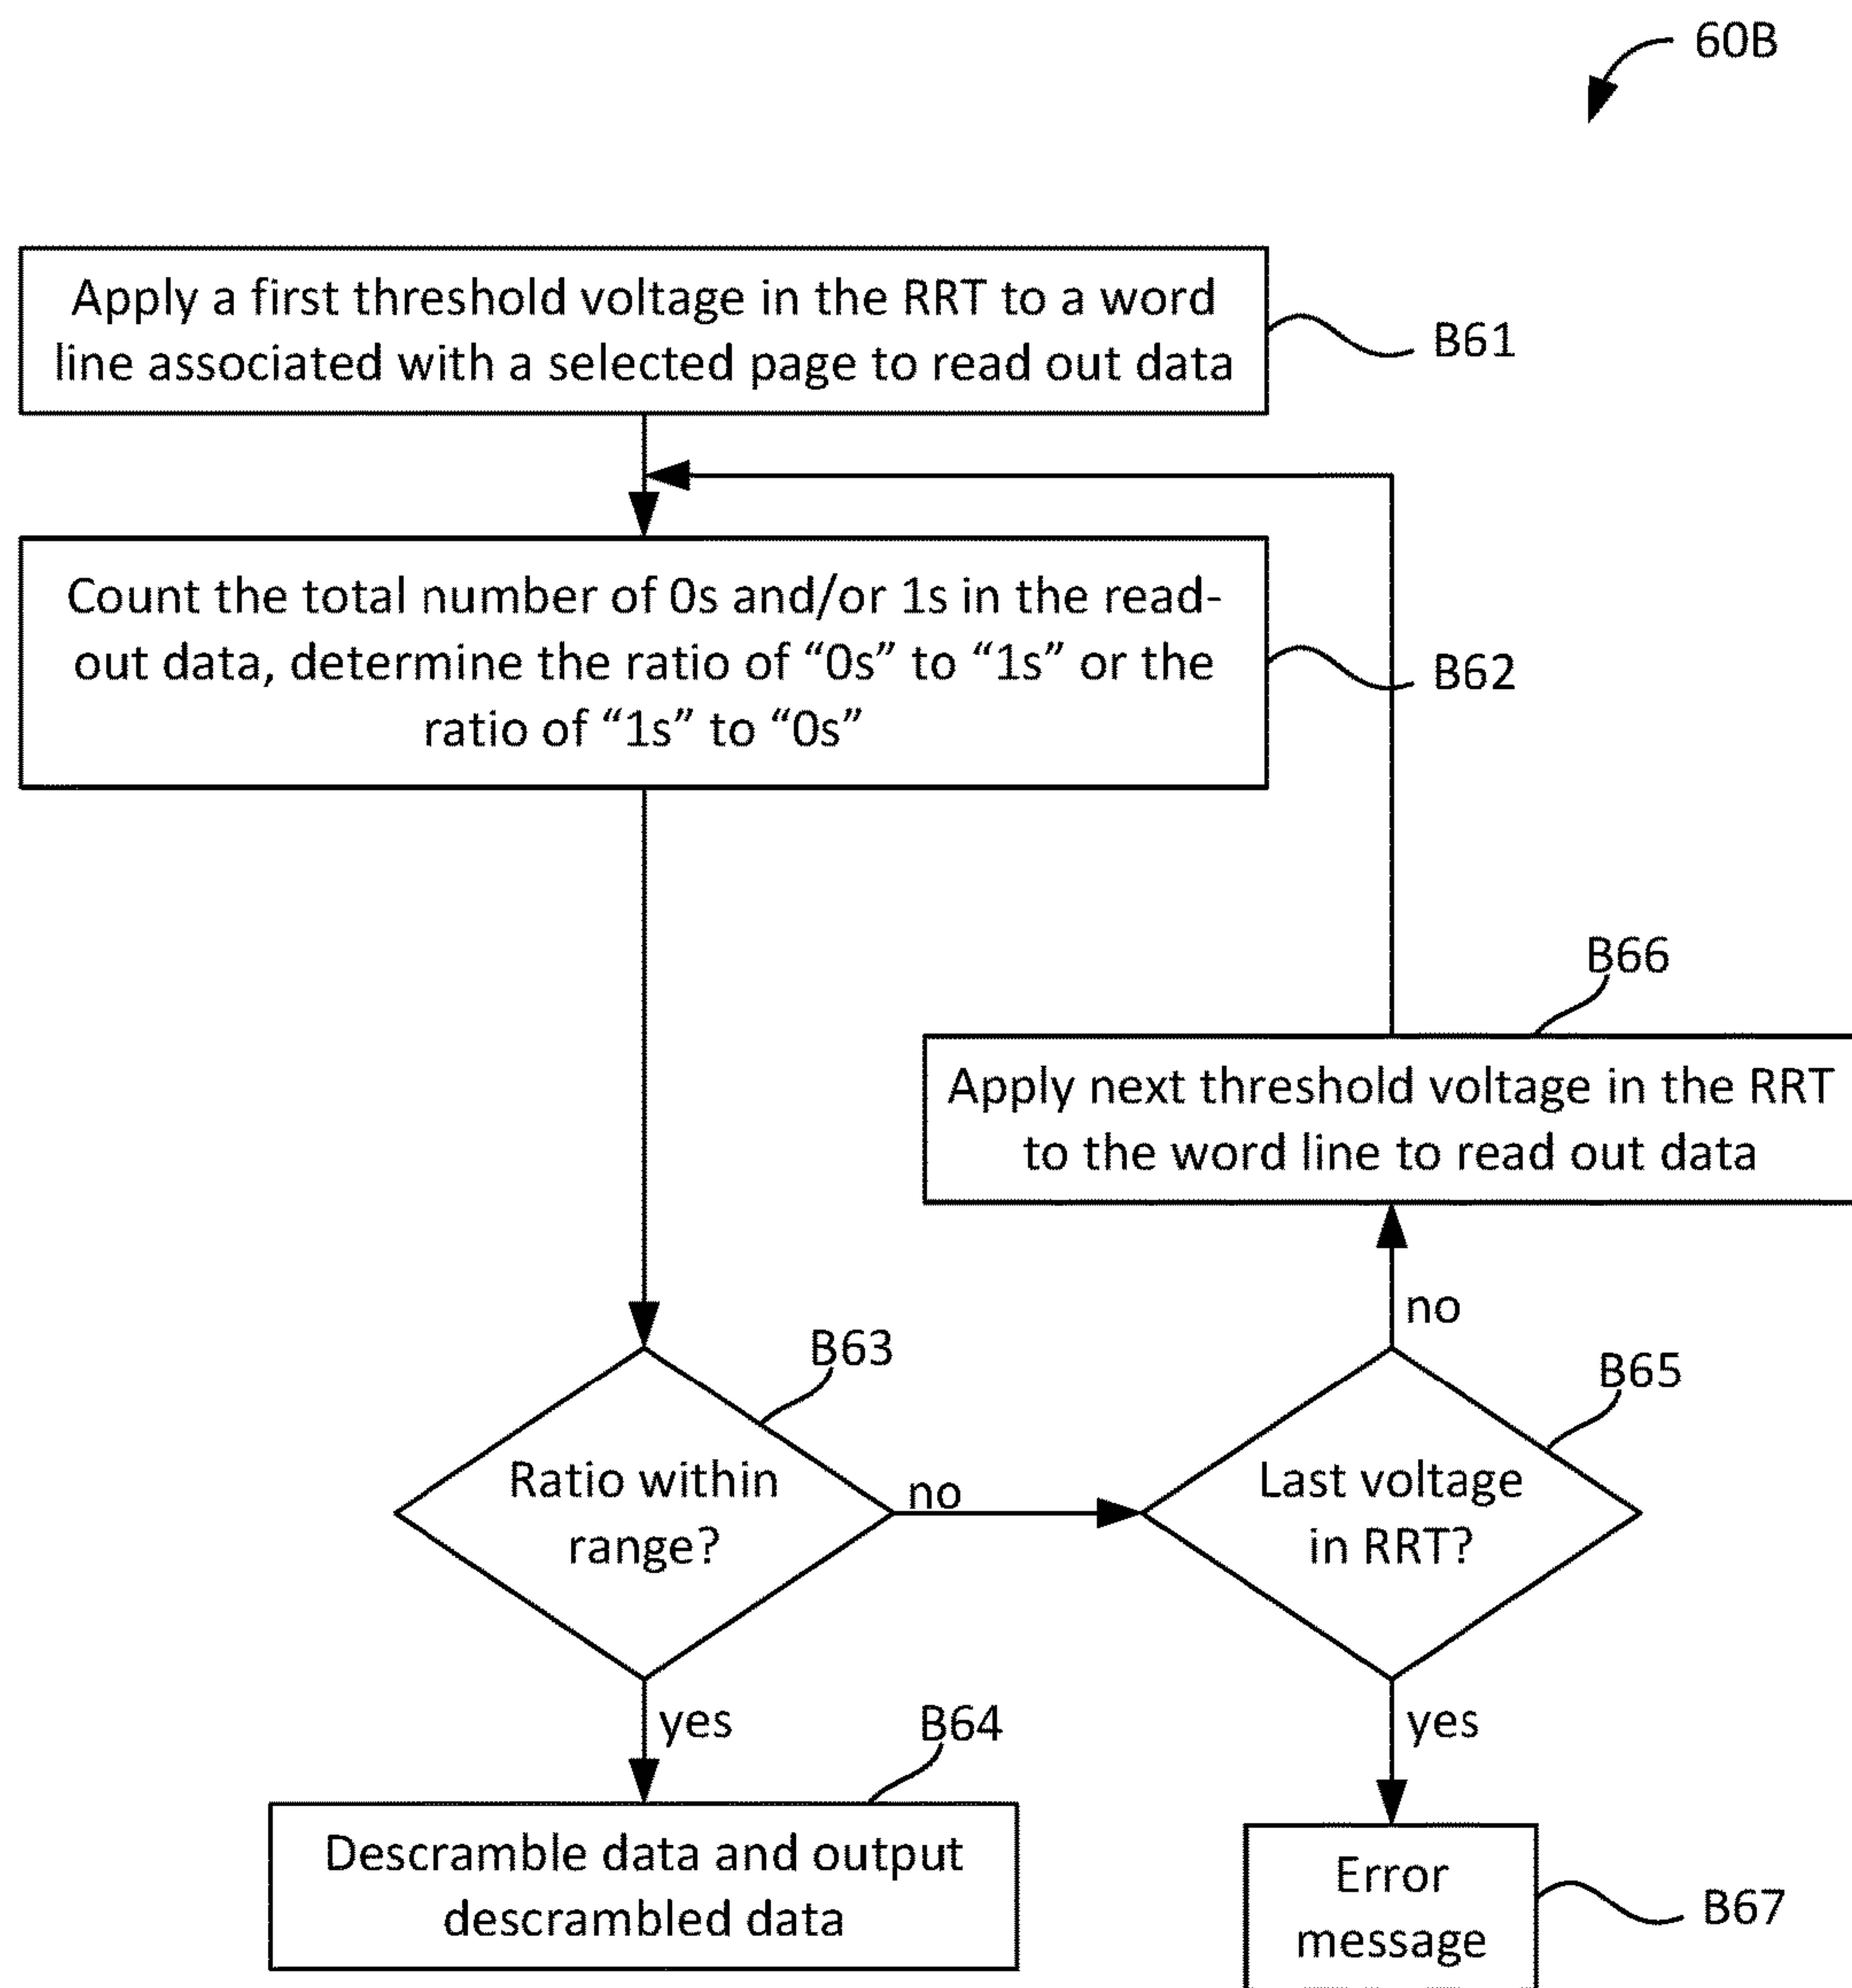 60B
Apply a first threshold voltage in the RRT to a word
line associated with a selected page to read out data
B61
Count the total number of 0s and/or 1s in the read-
out data, determine the ratio of “0s” to “1s” or the
ratio of “1s” to “0s”
B62
B66
Apply next threshold voltage in the RRT
to the word line to read out data
no
B63
Ratio within
range?
no
B65
Last voltage
in RRT?
yes
B64
Descramble data and output
descrambled data
yes
Error
message
B67